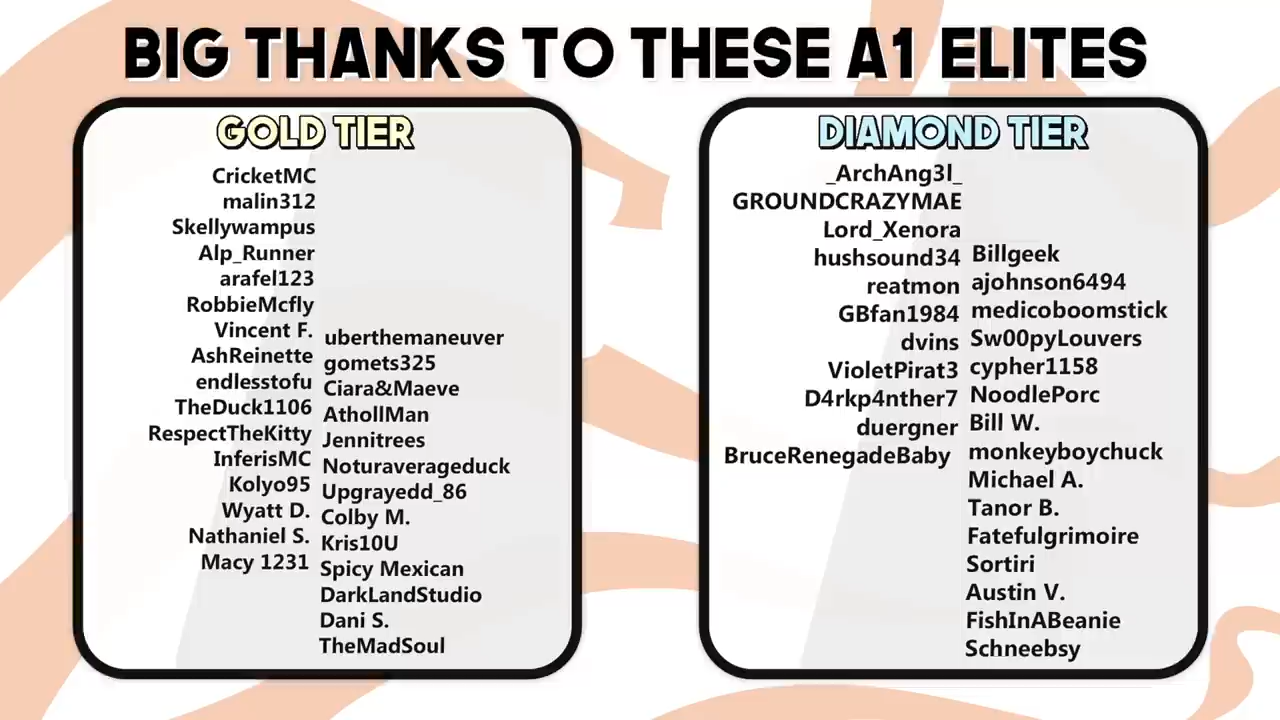 BIG THANKS TO THESE A1 ELITES
GOLD TIER
CricketMC
malin312
Skellywampus
Alp_Runner
arafel123
RobbieMcfly
Vincent F.
AshReinette
endlesstofu
TheDuck1106
RespectTheKitty
InferisMC
Kolyo95
Wyatt D.
Nathaniel S.
Macy 1231
uberthemaneuver
gomets325
Ciara&Maeve
AthollMan
Jennitrees
Noturaverageduck
Upgrayedd_86
Colby M.
Kris10U
Spicy Mexican
DarkLandStudio
Dani S.
TheMadSoul
DIAMOND TIER
_ArchAng3l_
GROUNDCRAZYMAE
Lord_Xenora
hushsound34
reatmon
GBfan1984
dvins
VioletPirat3
D4rkp4nther7
duergner
BruceRenegadeBaby
Billgeek
ajohnson6494
medicoboomstick
Sw00pyLouvers
cypher1158
NoodlePorc
Bill W.
monkeyboychuck
Michael A.
Tanor B.
Fatefulgrimoire
Sortiri
Austin V.
FishInABeanie
Schneebsy